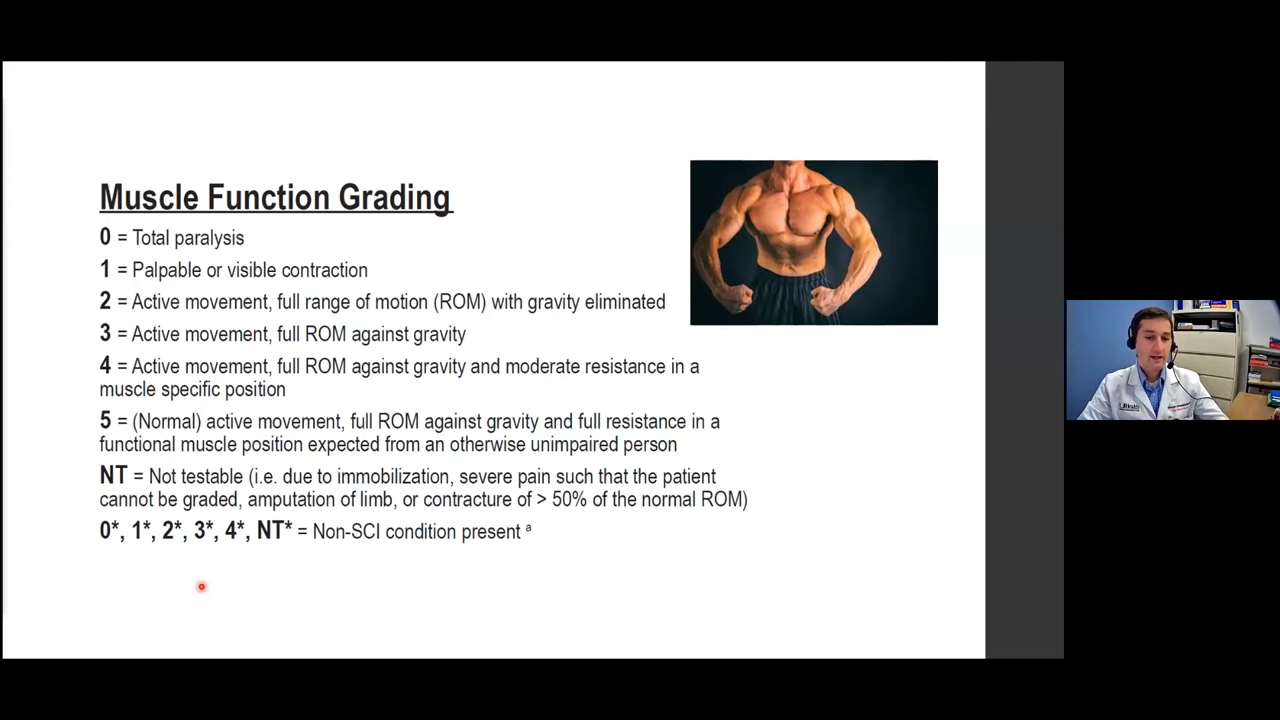 Muscle Function Grading
0 = Total paralysis
1 = Palpable or visible contraction
2 = Active movement, full range of motion (ROM) with gravity eliminated
3 = Active movement, full ROM against gravity
4 = Active movement, full ROM against gravity and moderate resistance in a
muscle specific position
5 = (Normal) active movement, full ROM against gravity and full resistance in a
functional muscle position expected from an otherwise unimpaired person
NT = Not testable (i.e. due to immobilization, severe pain such that the patient
cannot be graded, amputation of limb, or contracture of > 50% of the normal ROM)
0*, 1*, 2*, 3*, 4*, NT* = Non-SCI condition present ª